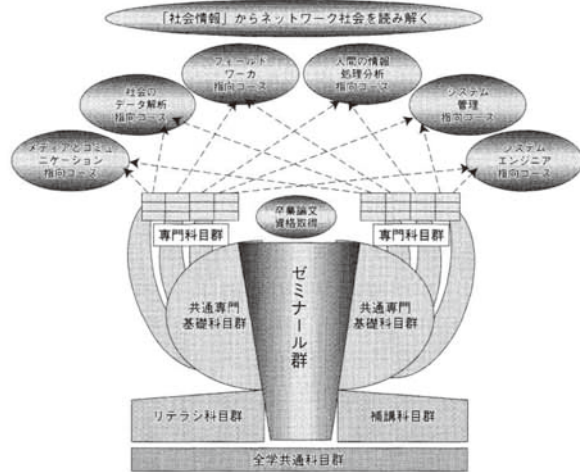 「社会情報」からネットワーク社会を読み解く
フィールド
ワーカ
指向コース
人間の情報
処理分析
指向コース
社会の
データ解析
指向コース
システム
管理
指向コース
メディアとコミュ
ニケーション
指向コース
システム
エンジニア
指向コース
卒業論文
資格取得
専門科目群
専門科目群
ゼミナール群
共通専門
基礎科目群
共通専門
基礎科目群
リテラシ科目群
補講科目群
全学共通科目群